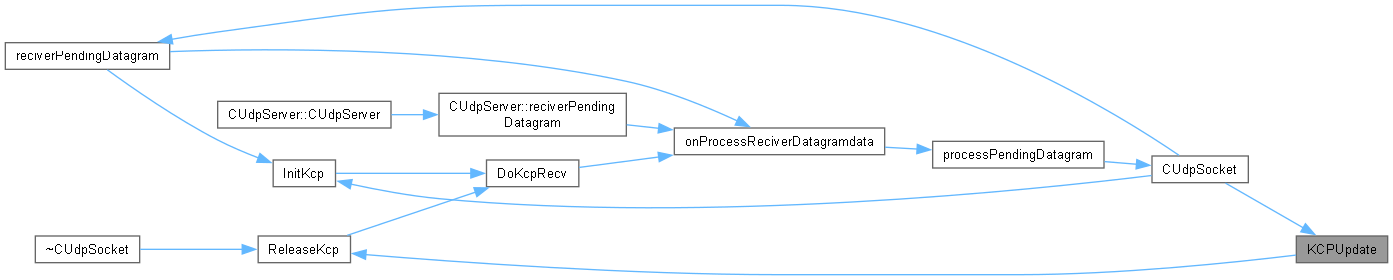 reciverPendingDatagram
CUdpServer::CUdpServer
CUdpServer::reciverPending
Datagram
onProcessReciverDatagramdata
processPendingDatagram
CUdpSocket
InitKcp
DoKcpRecv
~CUdpSocket
ReleaseKcp
KCPUpdate